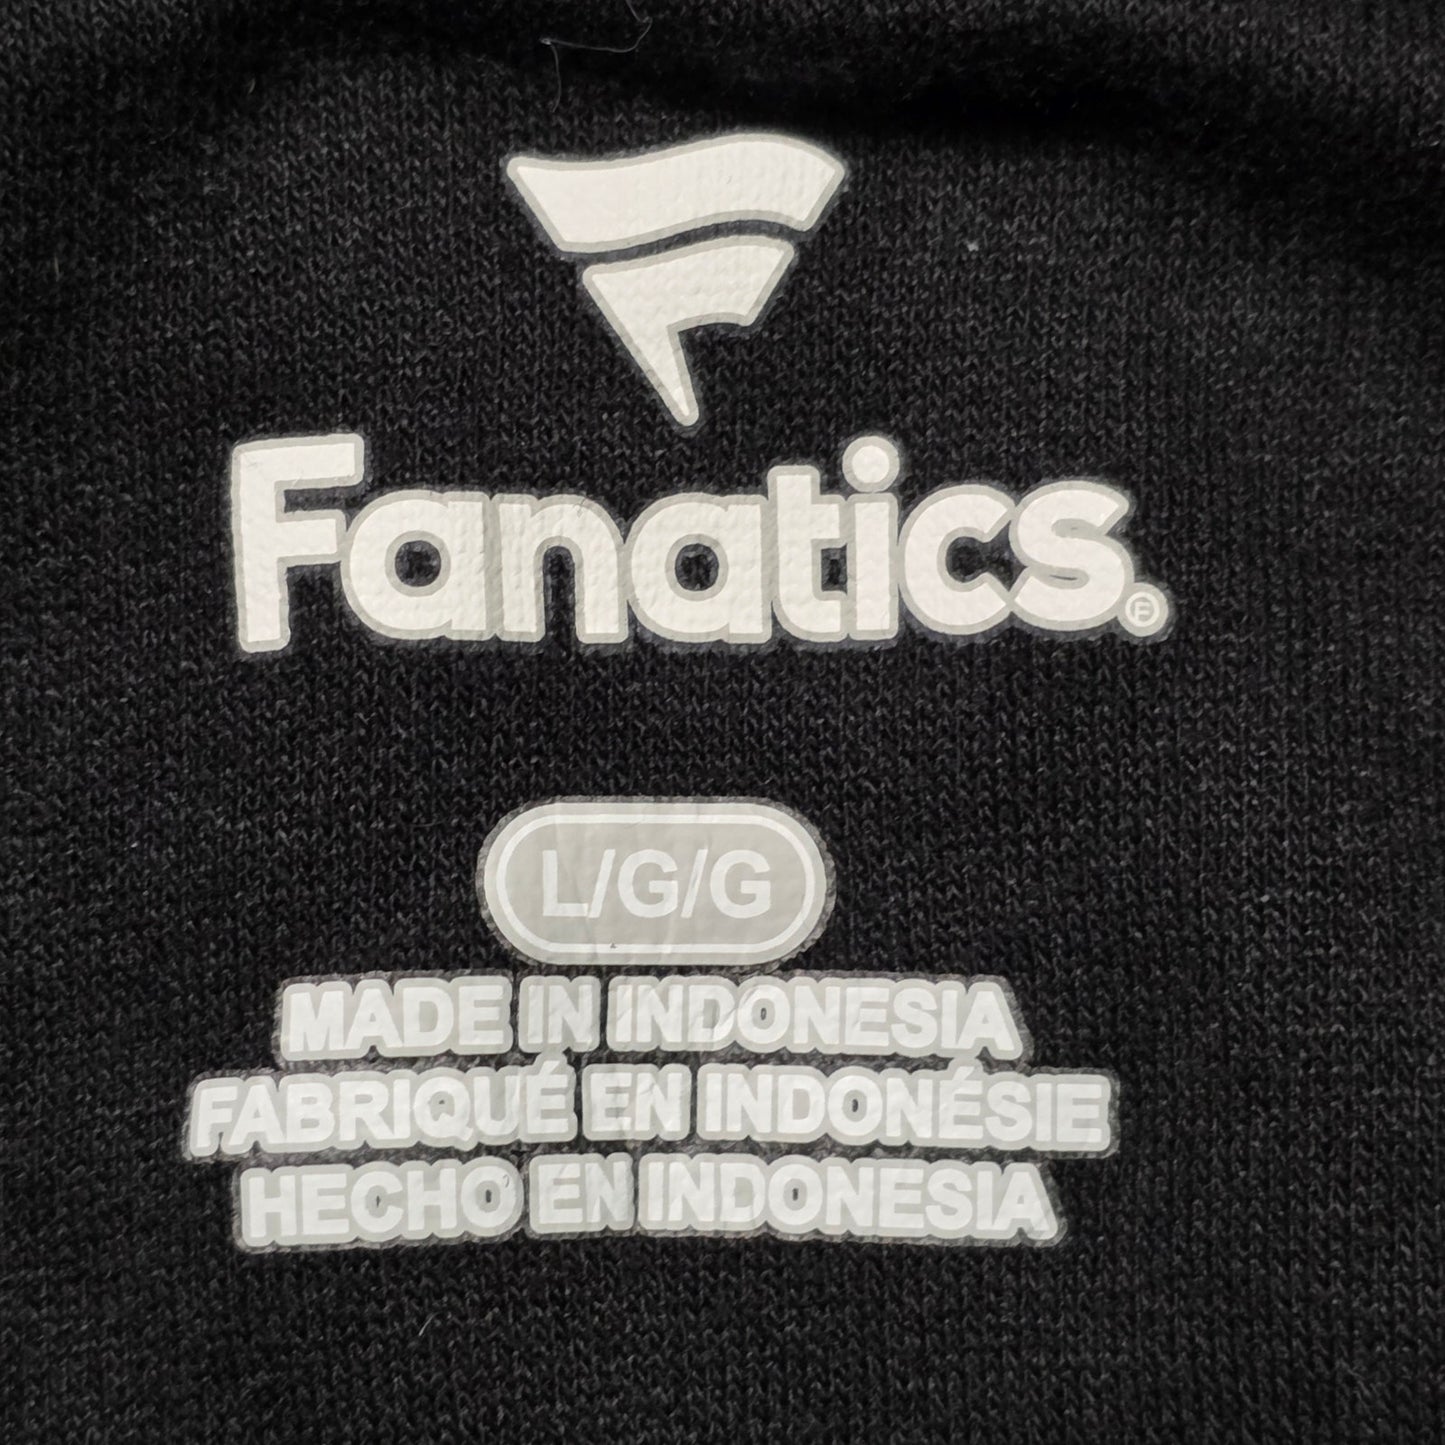 Fanatics®
L/G/G
MADE IN INDONESIA
FABRIQUÉ EN INDONÉSIE
HECHO EN INDONESIA